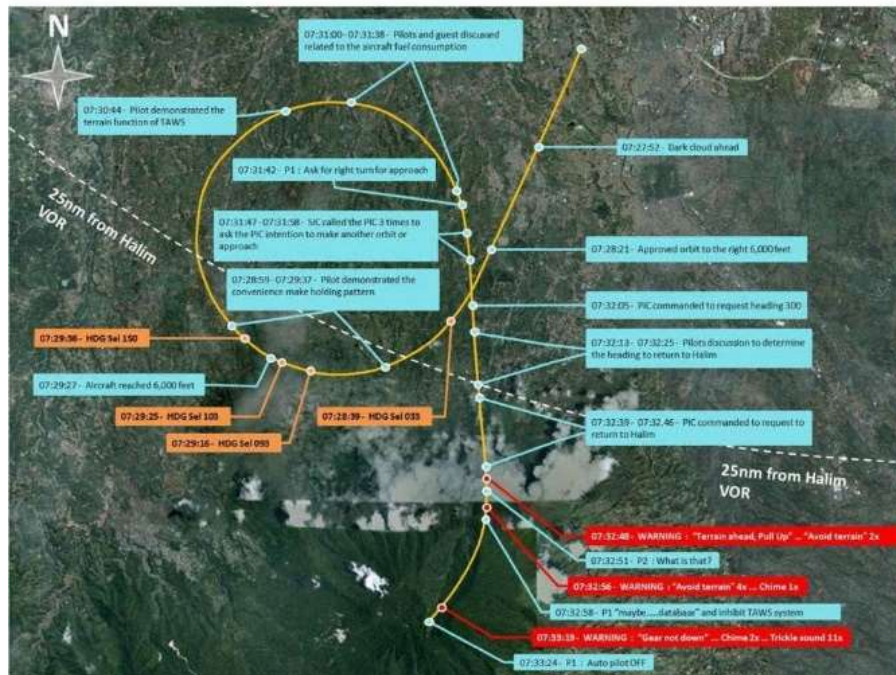 N
07:31:00 - 07:31:38 - Pilots and guest discussed
related to the aircraft fuel consumption
07:30:44 - Pilot demonstrated the
terrain function of TAWS
07:27:52 - Dark cloud ahead
07:31:42 - P1 : Ask for right turn for approach
25nm from Halim
VOR
07:31:47 - 07:31:58 - SIC called the PIC 3 times to
ask the PIC intention to make another orbit or
approach
07:28:21 - Approved orbit to the right 6,000 feet
07:28:59 - 07:29:37 - Pilot demonstrated the
convenience make holding pattern
07:32:05 - PIC commanded to request heading 300
07:29:38 - HDG Sel 150
07:32:13 - 07:32:25 - Pilots discussion to determine
the heading to return to Halim
07:29:27 - Aircraft reached 6,000 feet
07:29:25 - HDG Sel 103
07:28:39 - HDG Sel 033
07:29:16 - HDG Sel 093
07:32:39 - 07:32.46 - PIC commanded to request to
return to Halim
25nm from Halim
VOR
07:32:48 - WARNING : "Terrain ahead, Pull Up" ... "Avoid terrain" 2x
07:32:51 - P2 : What is that?
07:32:56 - WARNING : "Avoid terrain" 4x ... Chime 1x
07:32:58 - P1 "maybe.....database" and inhibit TAWS system
07:33:19 - WARNING : "Gear not down" ... Chime 2x ... Trickle sound 11x
07:33:24 - P1 : Auto pilot OFF